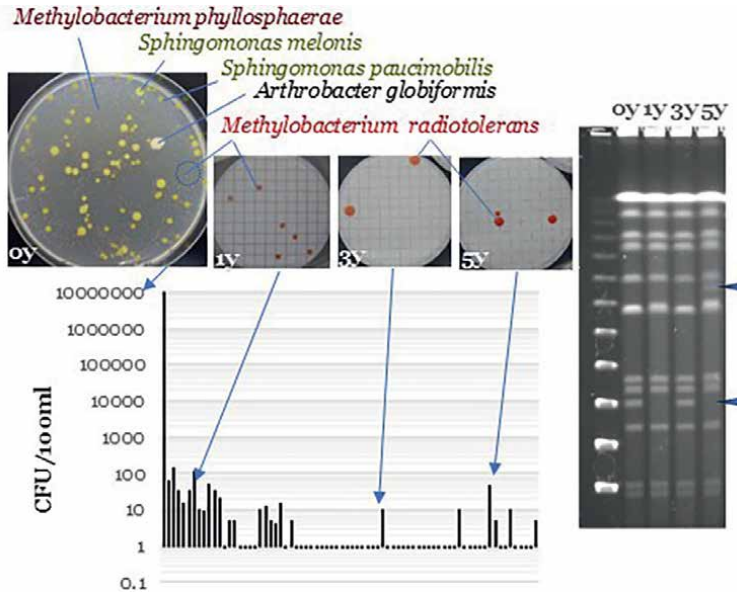 Methylobacterium phyllosphaerae
Sphingomonas melonis
Sphingomonas paucimobilis
Arthrobacter globiformis
Methylobacterium radiotolerans
0y 1y 3y 5y
0y
1y
3y
5y
10000000
1000000
100000
10000
1000
100
10
1
0.1
CFU/100ml